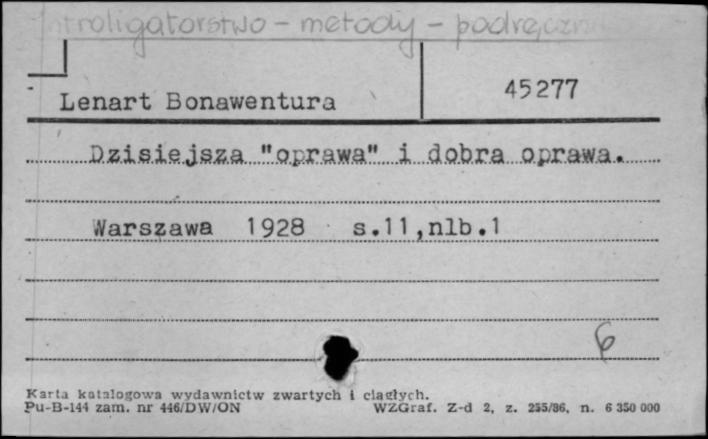 Introligatorstwo - metody - podręczniki
Lenart Bonawentura
45277
Dzisiejsza "oprawa" i dobra oprawa.
Warszawa 1928 s.11,nlb.1
6
Karta katalogowa wydawnictw zwartych i ciągłych.
Pu-B-144 zam. nr 446/DW/ON
WZGraf. Z-d 2, z. 255/86, n. 6 350 000